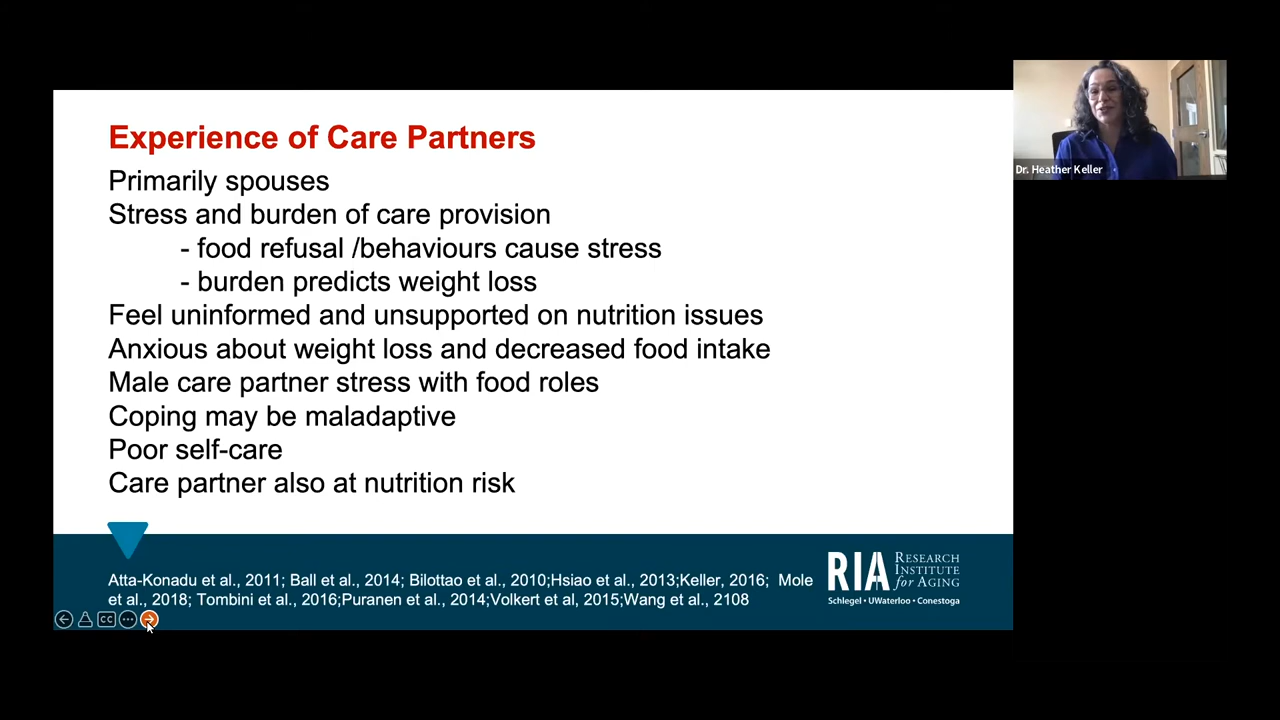 Experience of Care Partners
Primarily spouses
Stress and burden of care provision
- food refusal /behaviours cause stress
- burden predicts weight loss
Feel uninformed and unsupported on nutrition issues
Anxious about weight loss and decreased food intake
Male care partner stress with food roles
Coping may be maladaptive
Poor self-care
Care partner also at nutrition risk
Atta-Konadu et al., 2011; Ball et al., 2014; Bilottao et al., 2010;Hsiao et al., 2013;Keller, 2016; Mole
et al., 2018; Tombini et al., 2016;Puranen et al., 2014;Volkert et al, 2015;Wang et al., 2108
RIA
RESEARCH
INSTITUTE
for AGING
Schlegel • UWaterloo • Conestoga
CC
Dr. Heather Keller